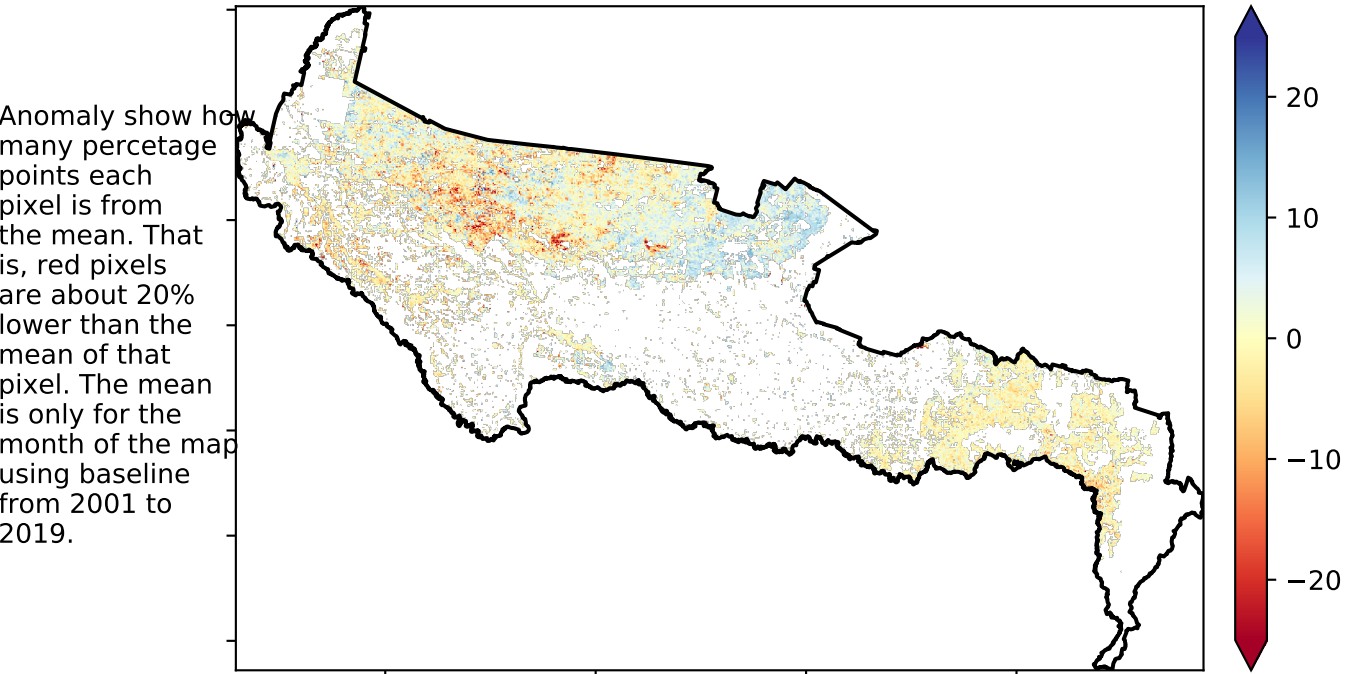 Anomaly show how
many percetage
points each
pixel is from
the mean. That
is, red pixels
are about 20%
lower than the
mean of that
pixel. The mean
is only for the
month of the map
using baseline
from 2001 to
2019.
20
10
0
−10
−20